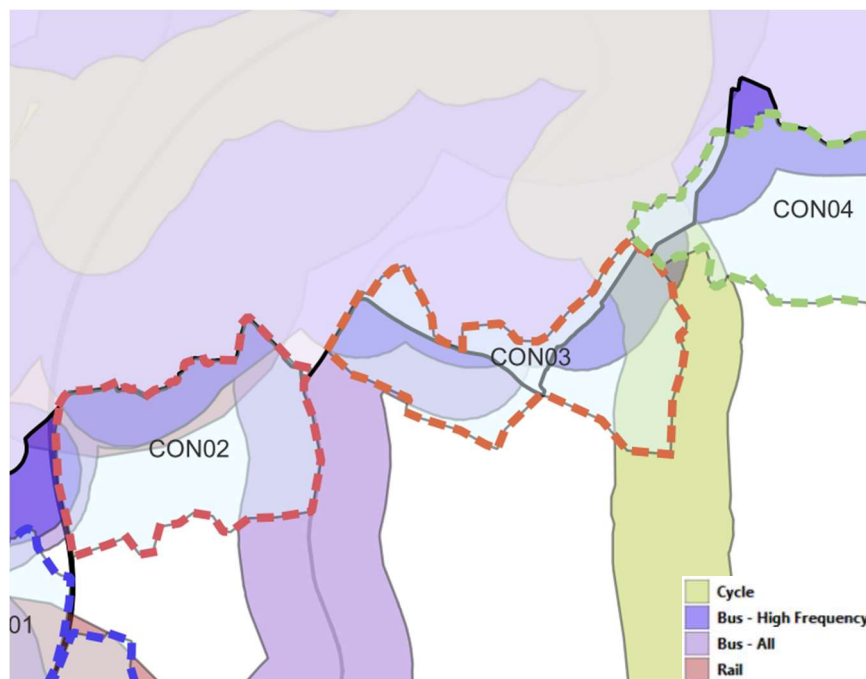 CON04
CON03
CON02
01
Cycle
Bus - High Frequency
Bus - All
Rail